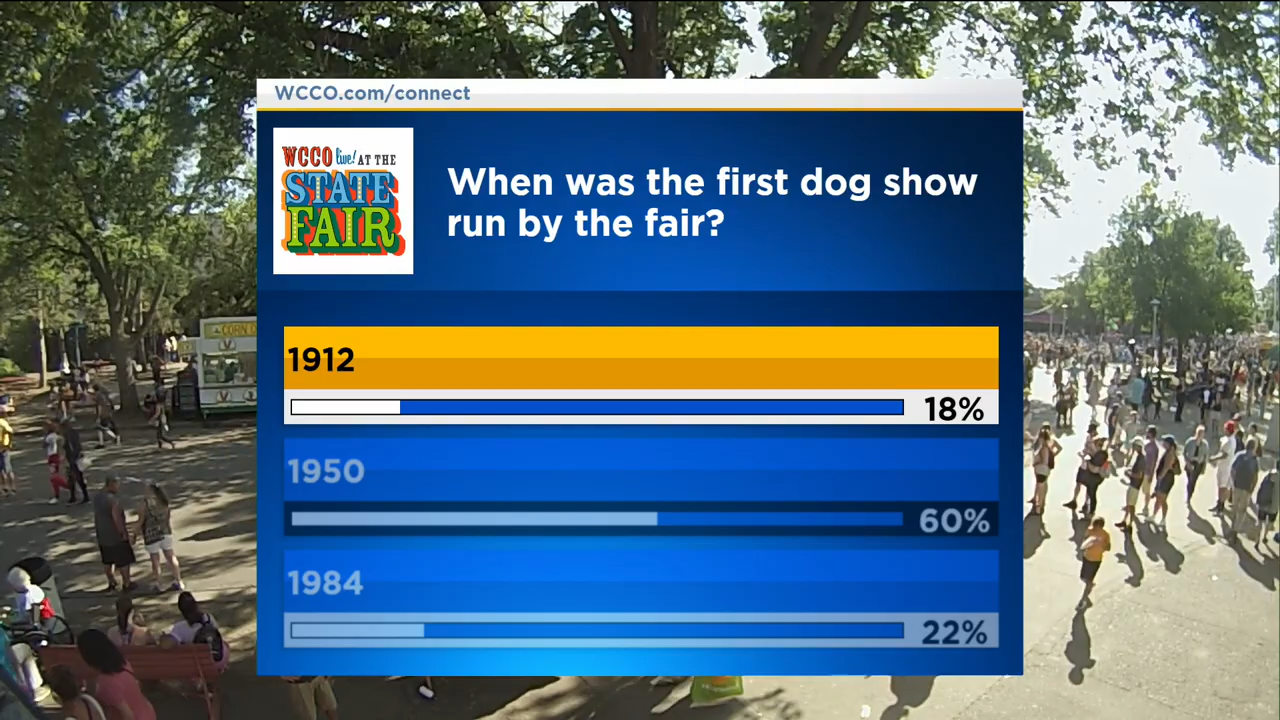 WCCO.com/connect
WCCO live! AT THE
STATE
FAIR
When was the first dog show
run by the fair?
1912
18%
1950
60%
1984
22%